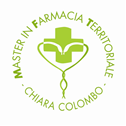 MASTER IN FARMACIA TERRITORIALE
- CHIARA COLOMBO -